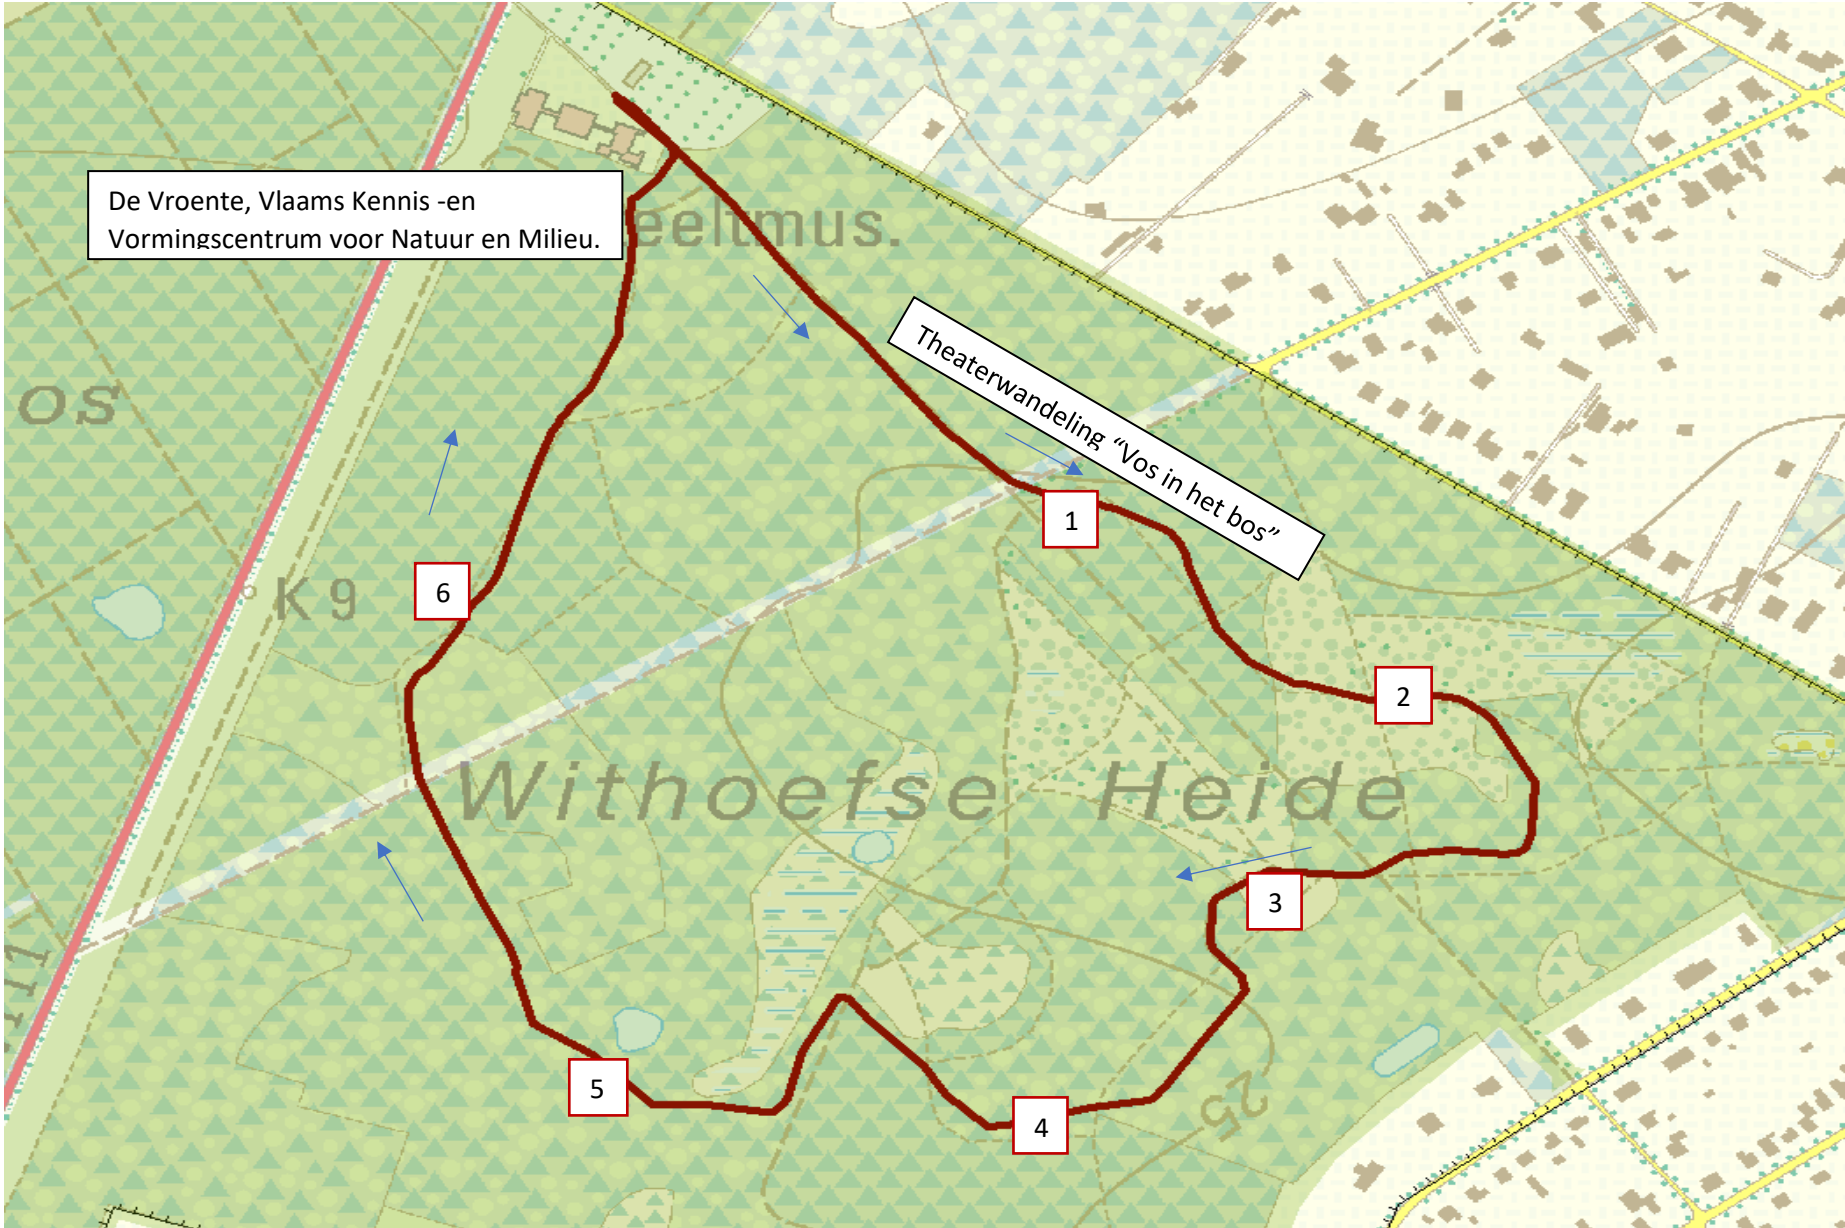 De Vroente, Vlaams Kennis -en
Vormingscentrum voor Natuur en Milieu.
eeltmus.
Theaterwandeling “Vos in het bos”
os
1
K 9
6
2
Withoefse Heide
3
5
4
25